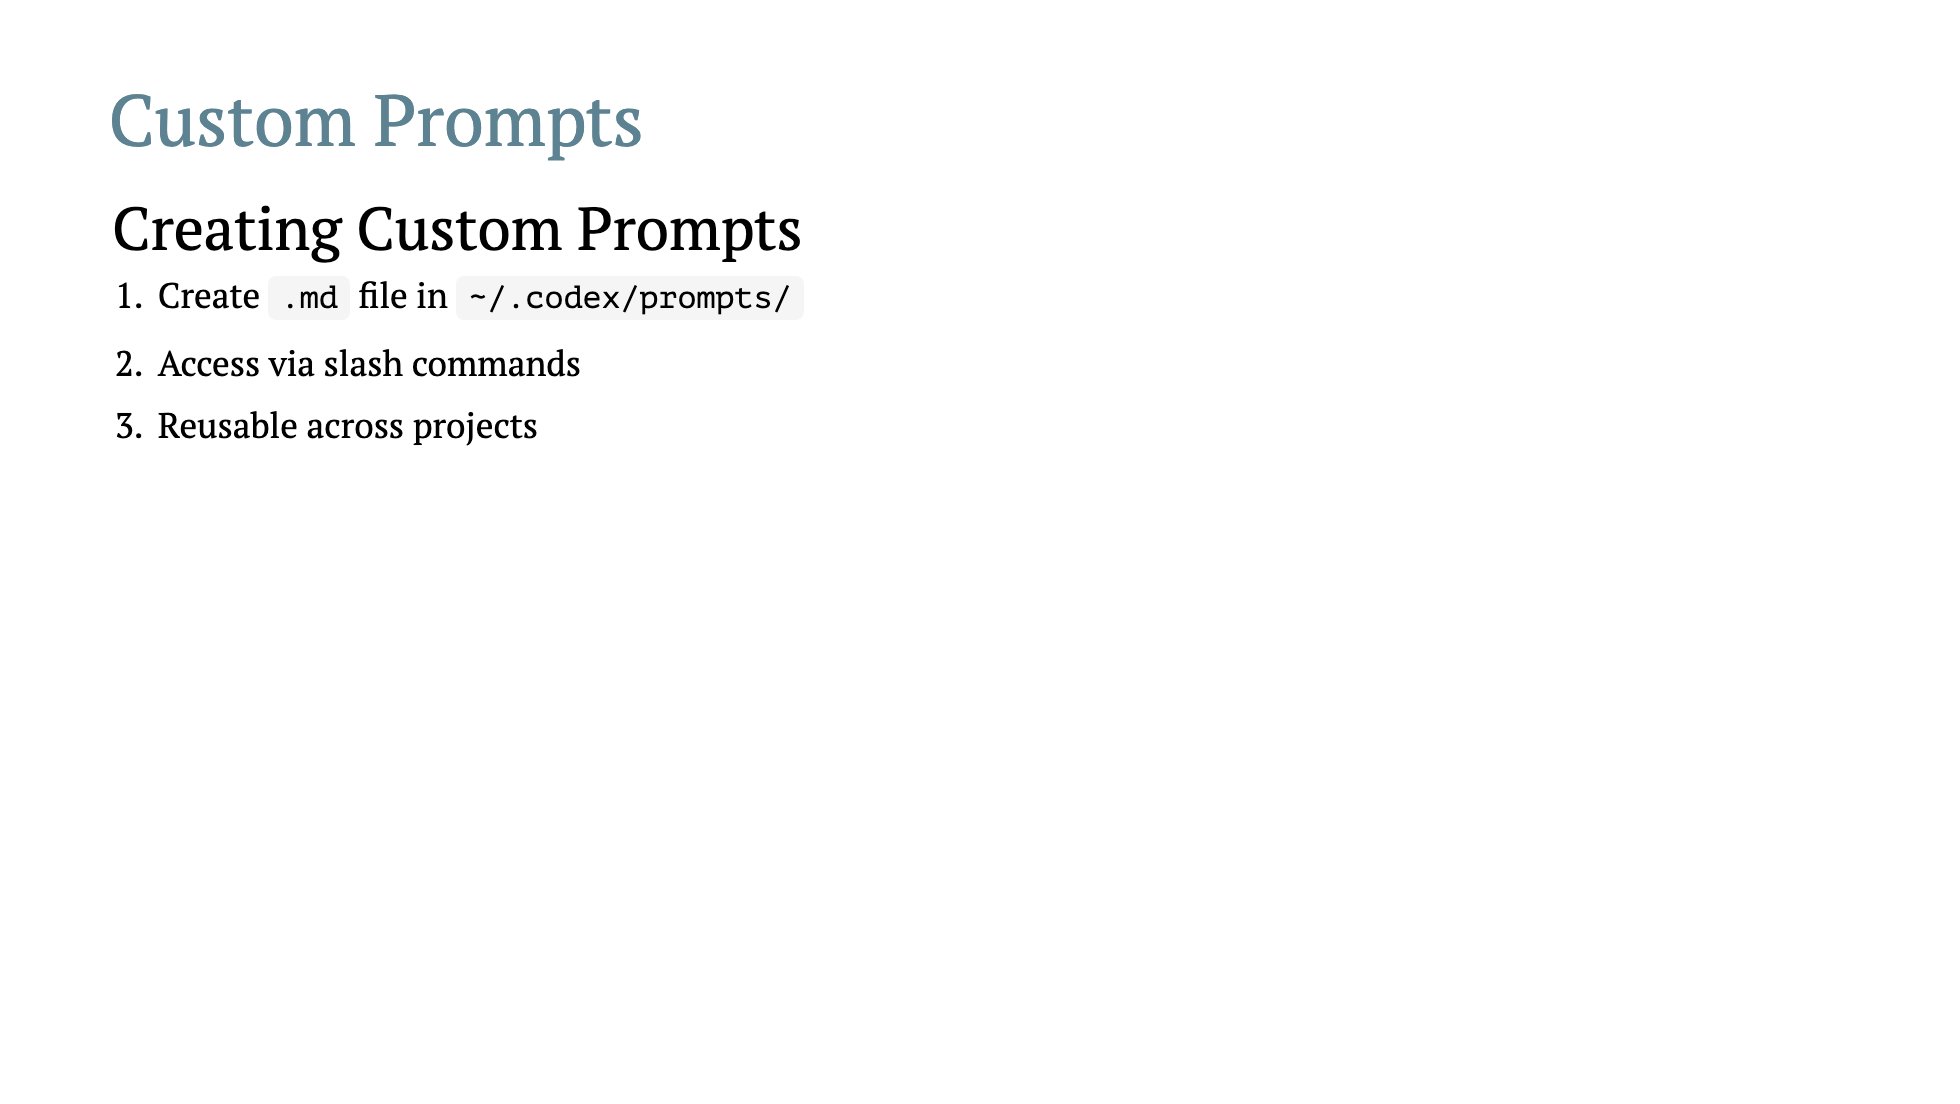 Custom Prompts
Creating Custom Prompts
1. Create .md file in ~/.codex/prompts/
2. Access via slash commands
3. Reusable across projects